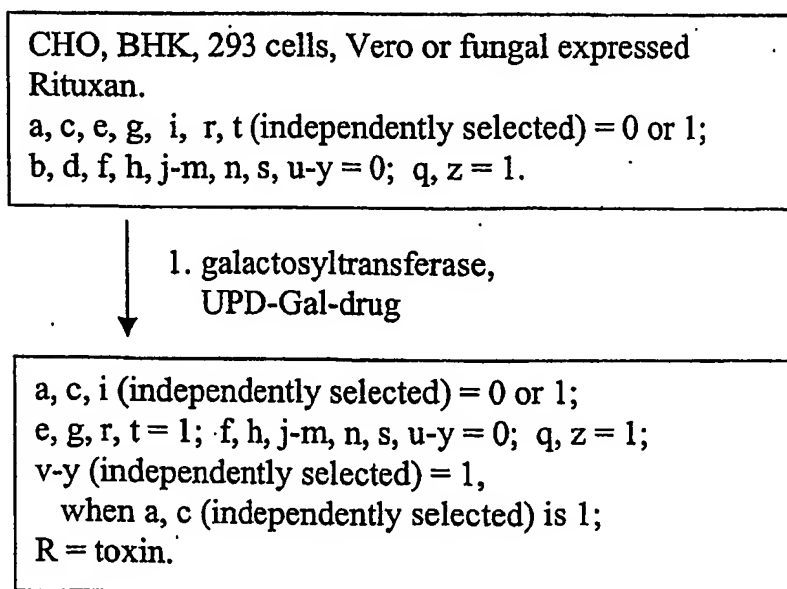 CHO, BHK, 293 cells, Vero or fungal expressed
Rituxan.
a, c, e, g, i, r, t (independently selected) = 0 or 1;
b, d, f, h, j-m, n, s, u-y = 0; q, z = 1.
1. galactosyltransferase,
UPD-Gal-drug
a, c, i (independently selected) = 0 or 1;
e, g, r, t = 1; f, h, j-m, n, s, u-y = 0; q, z = 1;
v-y (independently selected) = 1,
when a, c (independently selected) is 1;
R = toxin.